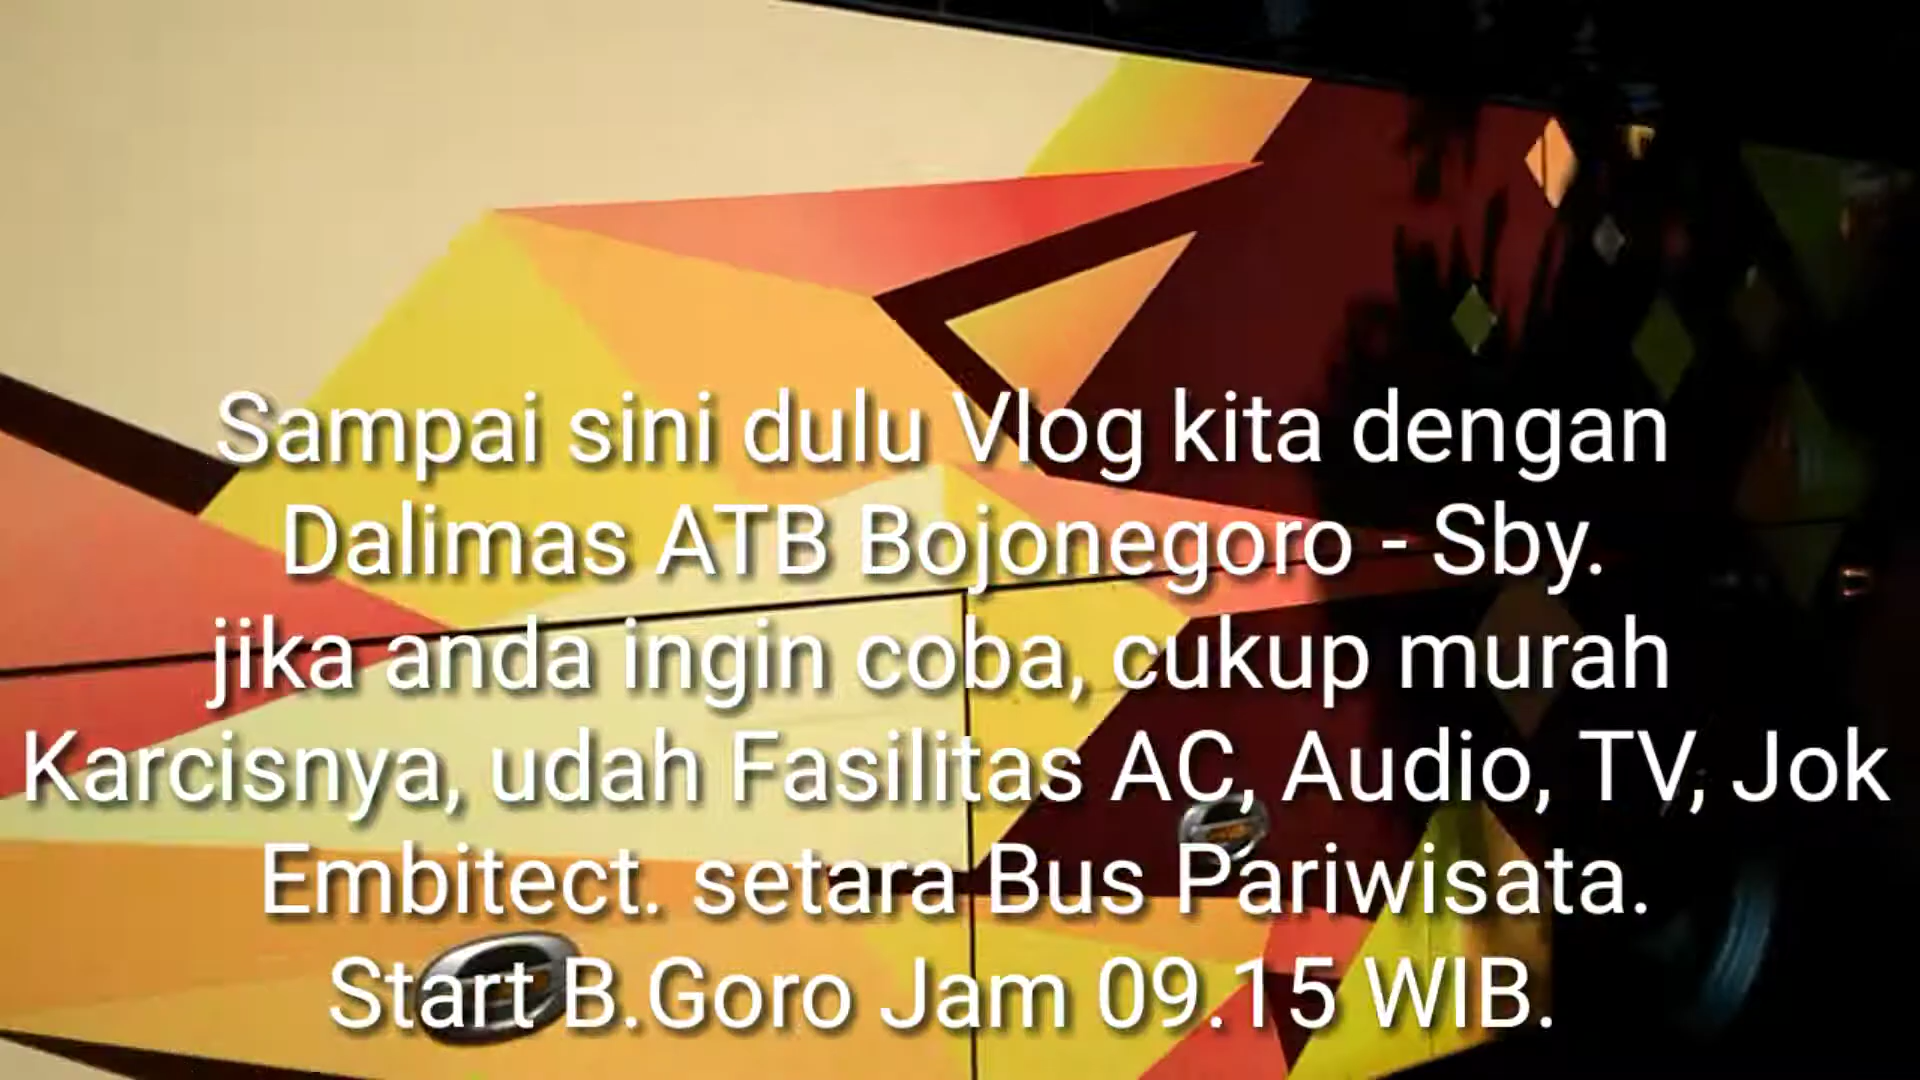 Sampai sini dulu Vlog kita dengan
Dalimas ATB Bojonegoro - Sby.
jika anda ingin coba, cukup murah
Karcisnya, udah Fasilitas AC, Audio, TV, Jok
Embitect. setara Bus Pariwisata.
Start B.Goro Jam 09.15 WIB.